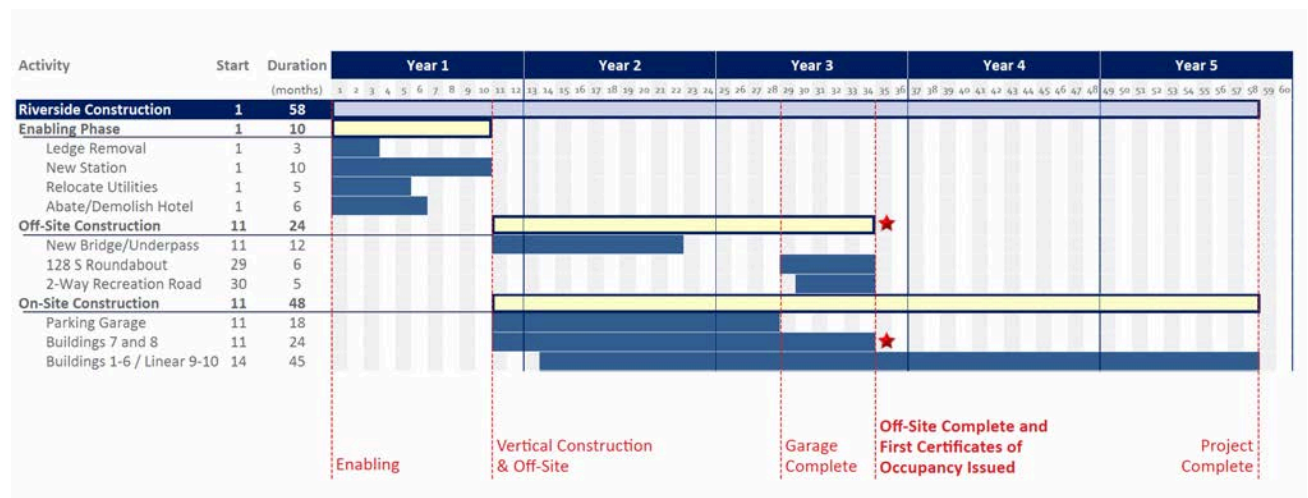 Activity Start Duration Year 1 Year 2 Year 3 Year 4 Year 5
(months) 1 2 3 4 5 6 7 8 9 10 11 12 13 14 15 16 17 18 19 20 21 22 23 24 25 26 27 28 29 30 31 32 33 34 35 36 37 38 39 40 41 42 43 44 45 46 47 48 49 50 51 52 53 54 55 56 57 58 59 60
Riverside Construction 1 58
Enabling Phase 1 10
Ledge Removal 1 3
New Station 1 10
Relocate Utilities 1 5
Abate/Demolish Hotel 1 6
Off-Site Construction 11 24
New Bridge/Underpass 11 12
128 S Roundabout 29 6
2-Way Recreation Road 30 5
On-Site Construction 11 48
Parking Garage 11 18
Buildings 7 and 8 11 24
Buildings 1-6 / Linear 9-10 14 45
Enabling
Vertical Construction
& Off-Site
Garage
Complete
Off-Site Complete and
First Certificates of
Occupancy Issued
Project
Complete